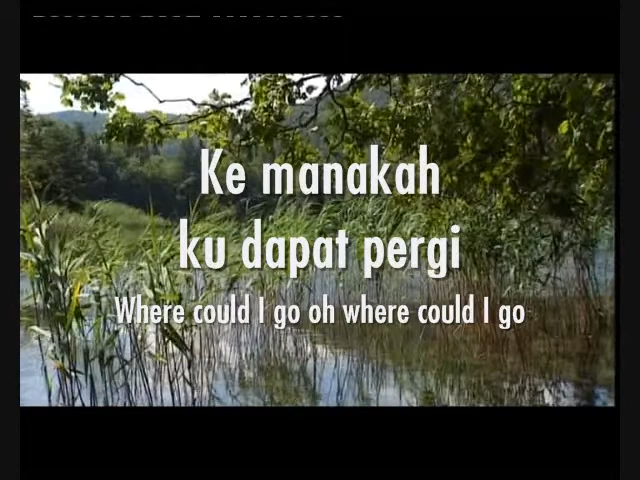 Ke manakah
ku dapat pergi
Where could I go oh where could I go